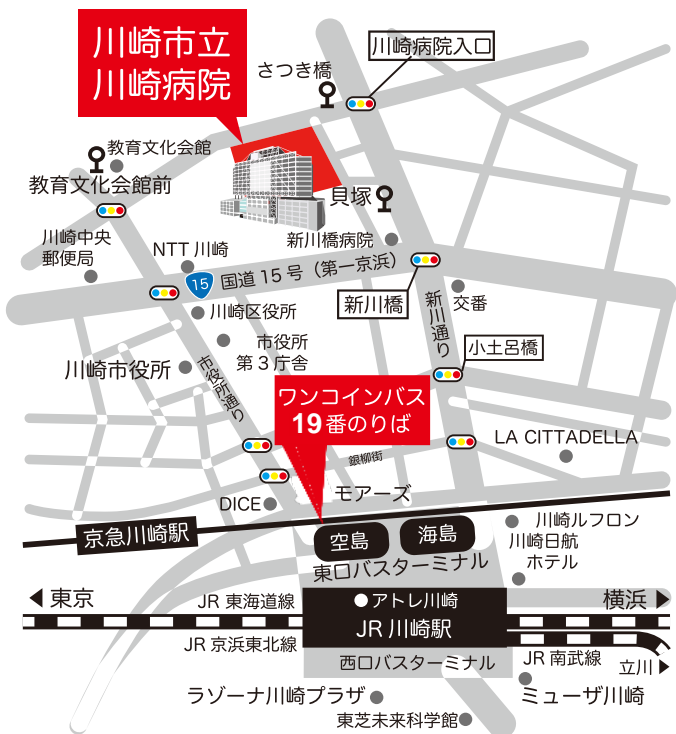 川崎市立
川崎病院
川崎病院入口
さつき橋
教育文化会館
教育文化会館前
貝塚
川崎中央
郵便局
NTT 川崎
新川橋病院
15
国道 15 号（第一京浜）
新川橋
新川通り
交番
川崎区役所
市役所
第 3 庁舎
小土呂橋
川崎市役所
市役所通り
ワンコインバス
19 番のりば
LA CITTADELLA
銀柳街
モアーズ
DICE
京急川崎駅
空島
海島
川崎ルフロン
川崎日航
ホテル
東口バスターミナル
東京
JR 東海道線
アトレ川崎
横浜
JR 川崎駅
JR 京浜東北線
西口バスターミナル
JR 南武線
立川
ラゾーナ川崎プラザ
ミューザ川崎
東芝未来科学館